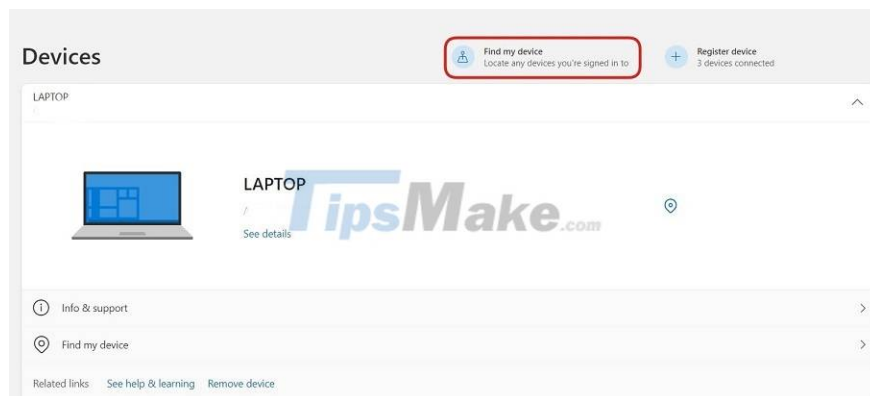 Devices
Find my device
Locate any devices you're signed in to
Register device
3 devices connected
LAPTOP
LAPTOP
See details
TipsMake.com
Info & support
Find my device
Related links See help & learning Remove device